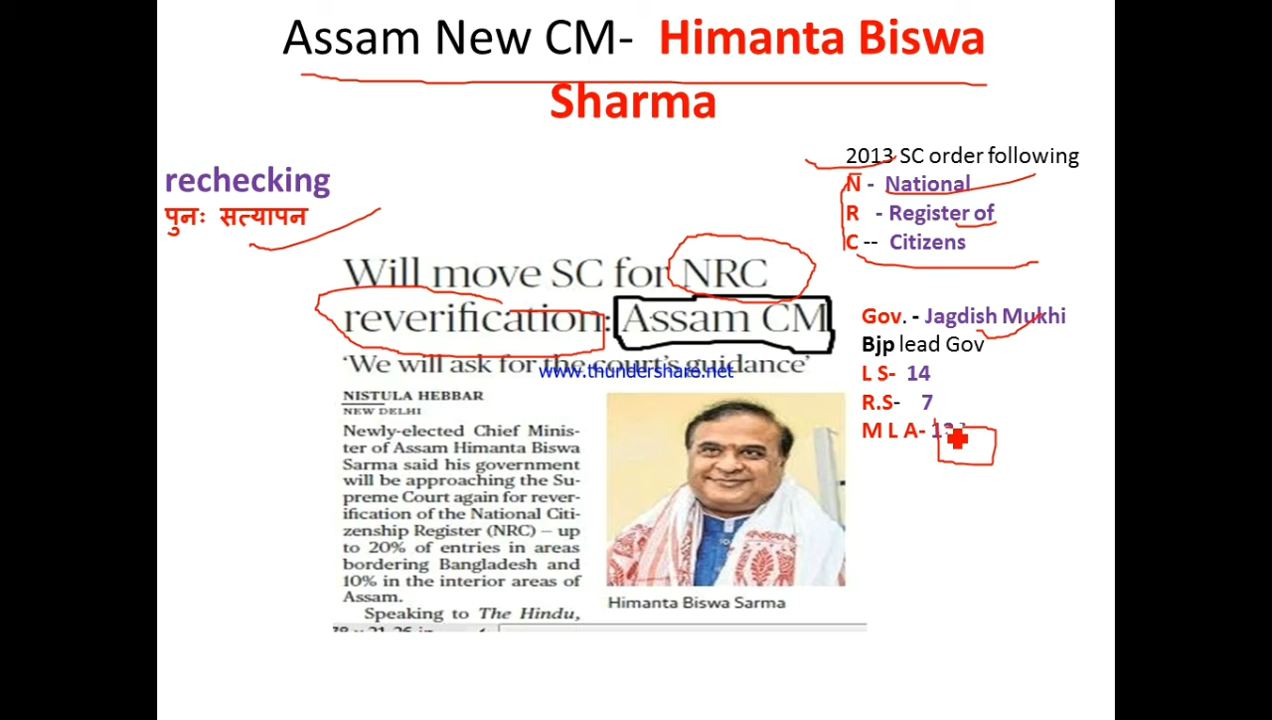 Assam New CM- Himanta Biswa
Sharma
rechecking
पुनः सत्यापन
2013 SC order following
N - National
R - Register of
C -- Citizens
Will move SC for NRC
reverification: Assam CM
‘We will ask for the court’s guidance’
www.thundershare.net
NISTULA HEBBAR
NEW DELHI
Newly-elected Chief Minis-
ter of Assam Himanta Biswa
Sarma said his government
will be approaching the Su-
preme Court again for rever-
ification of the National Citi-
zenship Register (NRC) — up
to 20% of entries in areas
bordering Bangladesh and
10% in the interior areas of
Assam.
Speaking to The Hindu,
Himanta Biswa Sarma
Gov. - Jagdish Mukhi
Bjp lead Gov
L S- 14
R.S- 7
M L A-